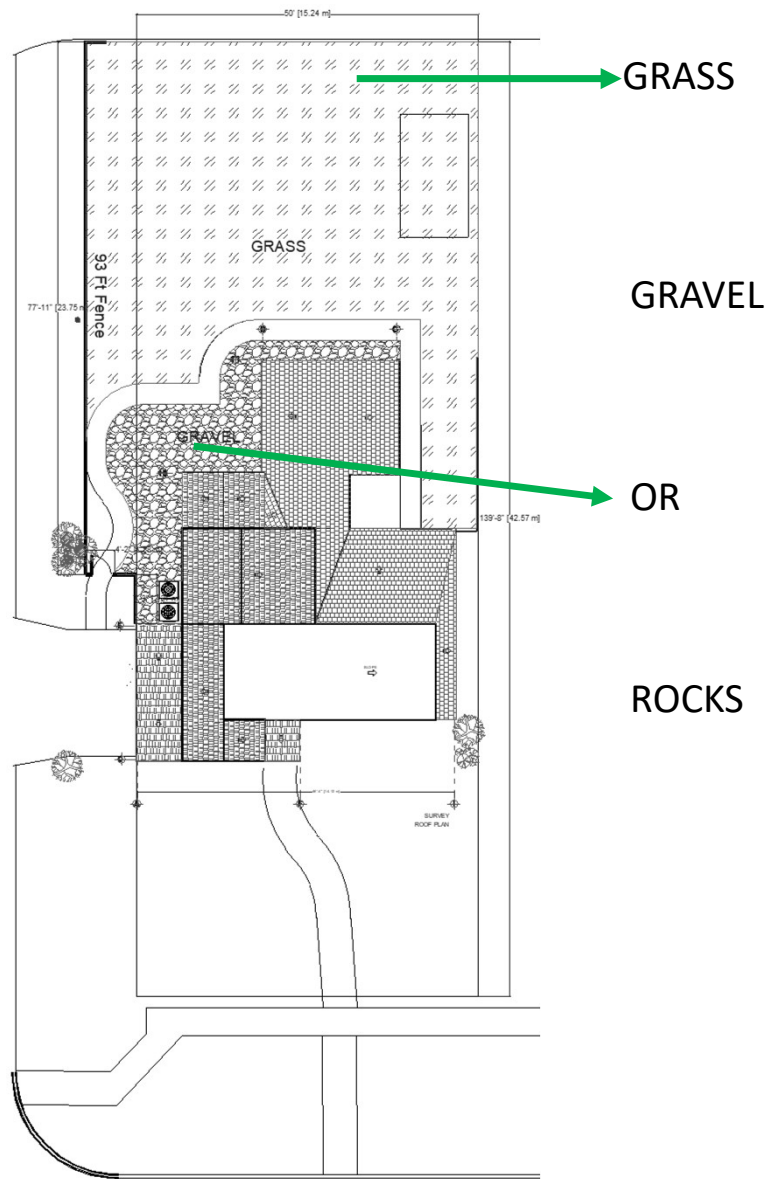 50' [15.24 m]
GRASS
GRASS
93 Ft Fence
77'-11" [23.75 m]
GRAVEL
GRAVEL
OR
139'-8" [42.57 m]
ROCKS
SURVEY
ROOF PLAN